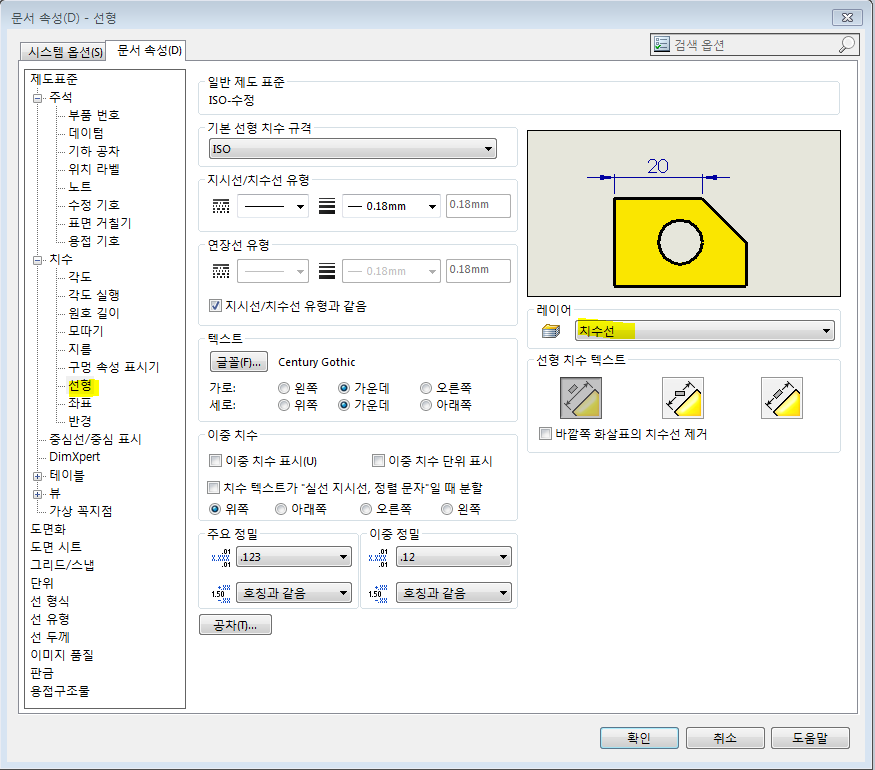 문서 속성(D) - 선형
시스템 옵션(S)
문서 속성(D)
검색 옵션
제도표준
주석
부품 번호
데이텀
기하 공차
위치 라벨
노트
수정 기호
표면 거칠기
용접 기호
치수
각도
각도 실행
원호 길이
모따기
지름
구멍 속성 표시기
선형
좌표
반경
중심선/중심 표시
DimXpert
테이블
뷰
가상 꼭지점
도면화
도면 시트
그리드/스냅
단위
선 형식
선 유형
선 두께
이미지 품질
판금
용접구조물
일반 제도 표준
ISO-수정
기본 선형 치수 규격
ISO
지시선/치수선 유형
0.18mm 0.18mm
연장선 유형
0.18mm 0.18mm
지시선/치수선 유형과 같음
텍스트
글꼴(F)... Century Gothic
가로: 왼쪽 가운데 오른쪽
세로: 위쪽 가운데 아래쪽
이중 치수
이중 치수 표시(U) 이중 치수 단위 표시
치수 텍스트가 "실선 지시선, 정렬 문자"일 때 분할
위쪽 아래쪽 오른쪽 왼쪽
주요 정밀
x.xxx .01 .01 .123
1.50 +.xx -.xx 호칭과 같음
이중 정밀
x.xxx .01 .01 .12
1.50 +.xx -.xx 호칭과 같음
공차(T)...
20
레이어
치수선
선형 치수 텍스트
바깥쪽 화살표의 치수선 제거
확인 취소 도움말